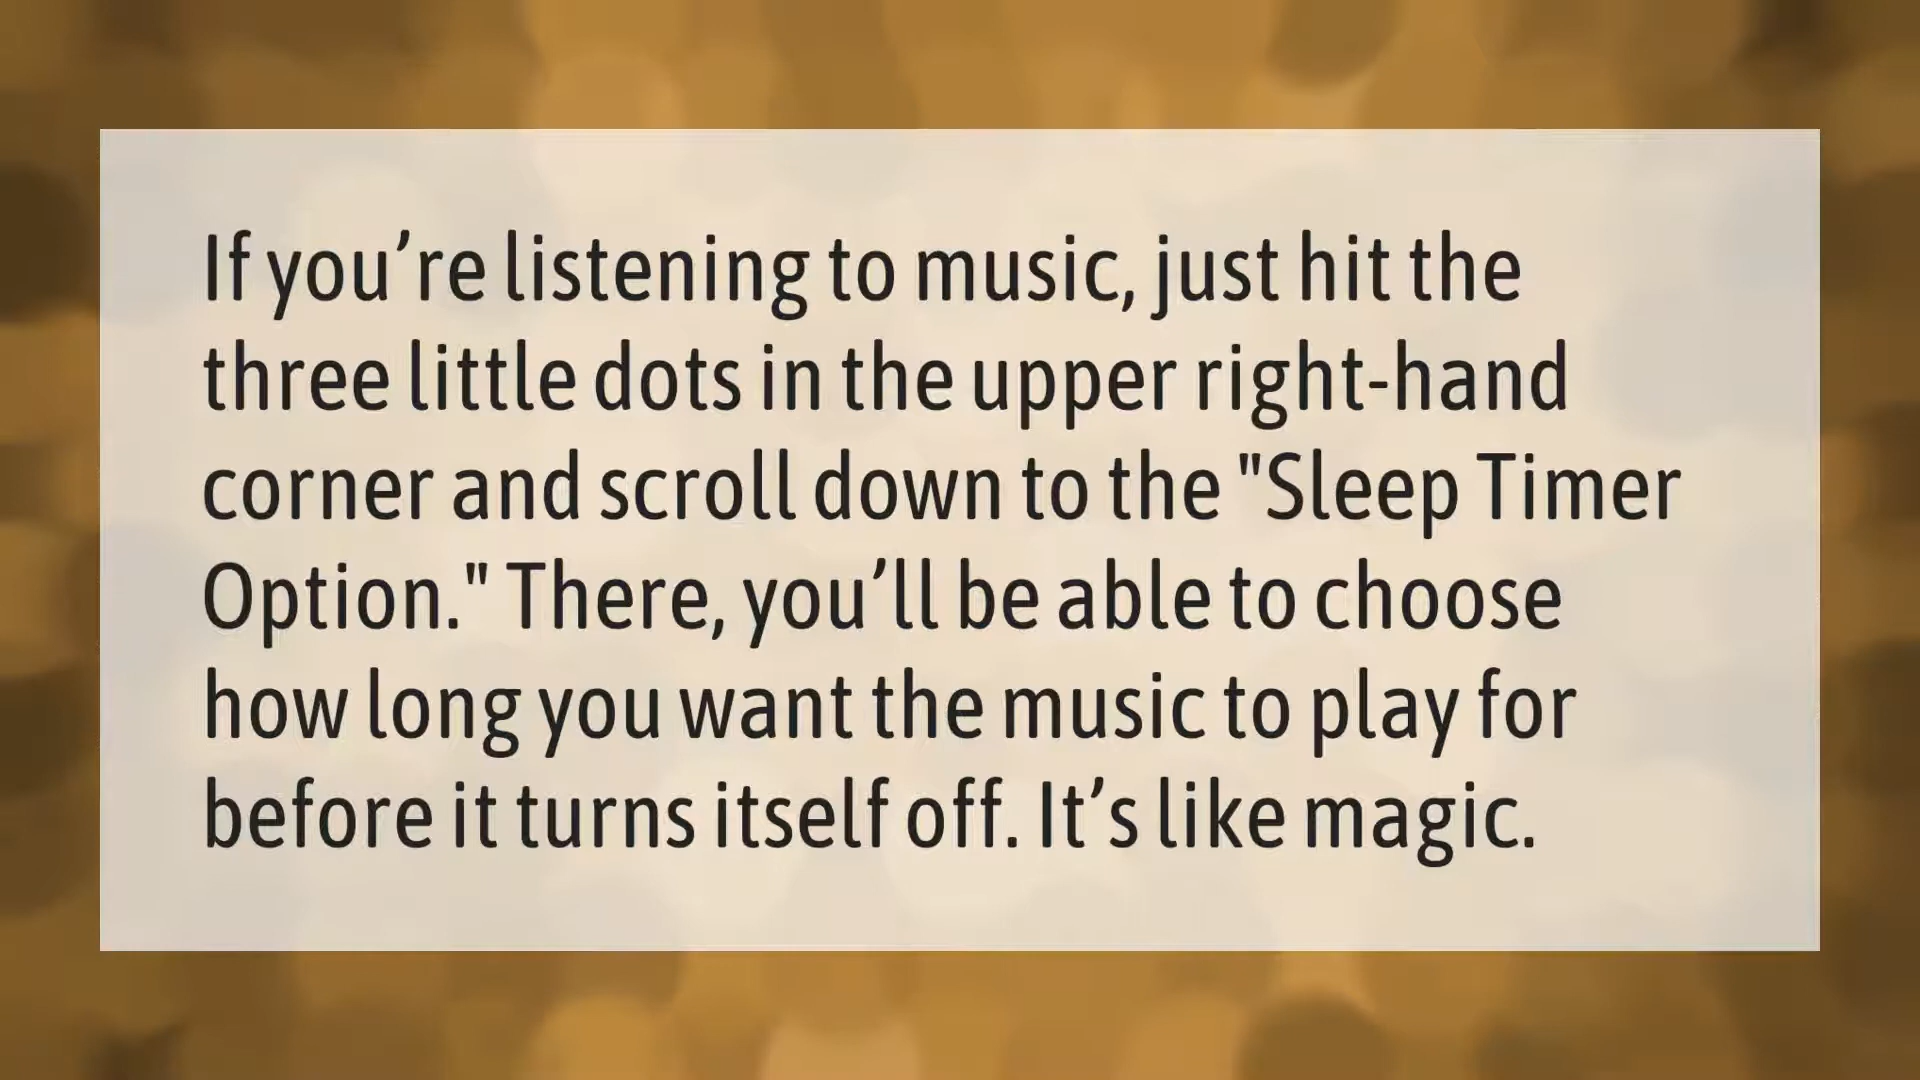 If you’re listening to music, just hit the
three little dots in the upper right-hand
corner and scroll down to the "Sleep Timer
Option." There, you’ll be able to choose
how long you want the music to play for
before it turns itself off. It’s like magic.